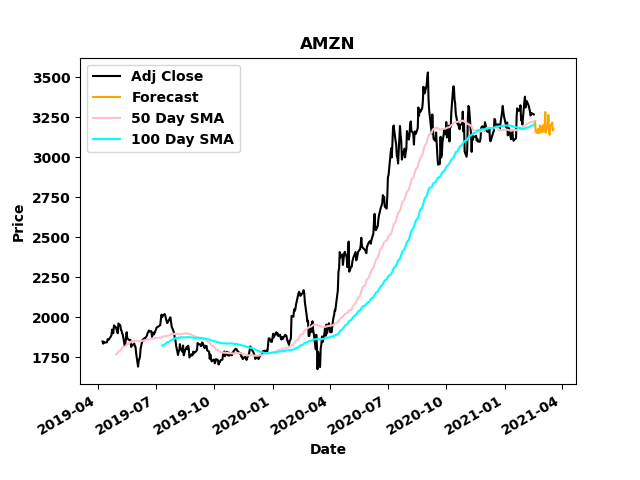 AMZN
Adj Close
Forecast
50 Day SMA
100 Day SMA
3500
3250
3000
2750
2500
2250
2000
1750
Price
2019-04
2019-07
2019-10
2020-01
2020-04
2020-07
2020-10
2021-01
2021-04
Date